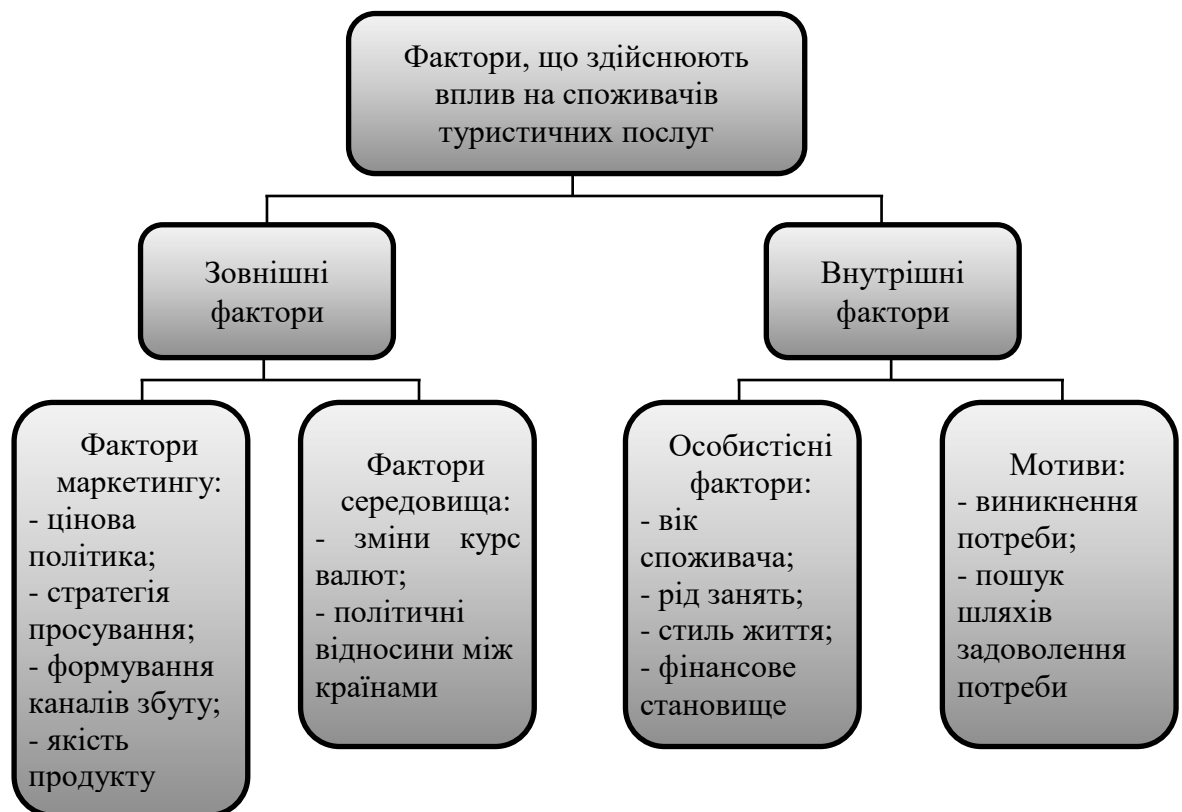 Фактори, що здійснюють
вплив на споживачів
туристичних послуг
Зовнішні
фактори
Внутрішні
фактори
Фактори
маркетингу:
- цінова
політика;
- стратегія
просування;
- формування
каналів збуту;
- якість
продукту
Фактори
середовища:
- зміни курс
валют;
- політичні
відносини між
країнами
Особистісні
фактори:
- вік
споживача;
- рід занять;
- стиль життя;
- фінансове
становище
Мотиви:
- виникнення
потреби;
- пошук
шляхів
задоволення
потреби